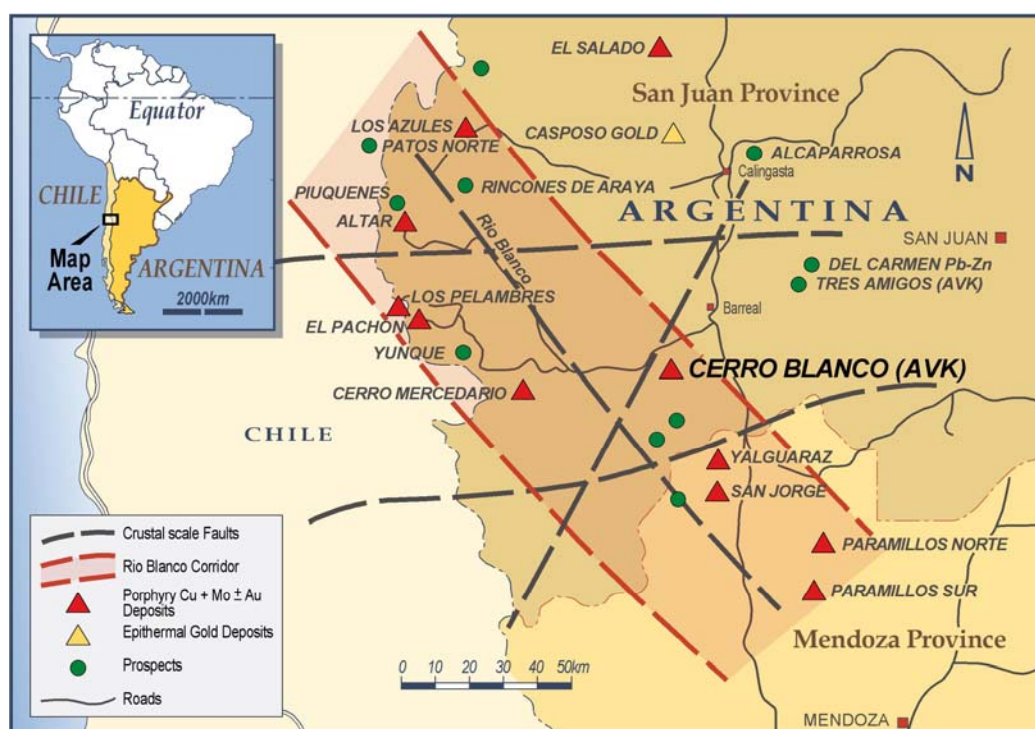 Equator
CHILE
Map
Area
ARGENTINA
2000km
EL SALADO
San Juan Province
LOS AZULES
PATOS NORTE
CASPOSO GOLD
ALCAPARROSA
Calingasta
N
PIUQUENES
RINCONES DE ARAYA
ALTAR
Rio Blanco
ARGENTINA
SAN JUAN
DEL CARMEN Pb-Zn
TRES AMIGOS (AVK)
LOS PELAMBRES
EL PACHON
Barreal
YUNQUE
CERRO BLANCO (AVK)
CERRO MERCEDARIO
CHILE
YALGUARAZ
SAN JORGE
PARAMILLOS NORTE
PARAMILLOS SUR
Mendoza Province
MENDOZA
Crustal scale Faults
Rio Blanco Corridor
Porphyry Cu + Mo ± Au
Deposits
Epithermal Gold Deposits
Prospects
Roads
0 10 20 30 40 50km